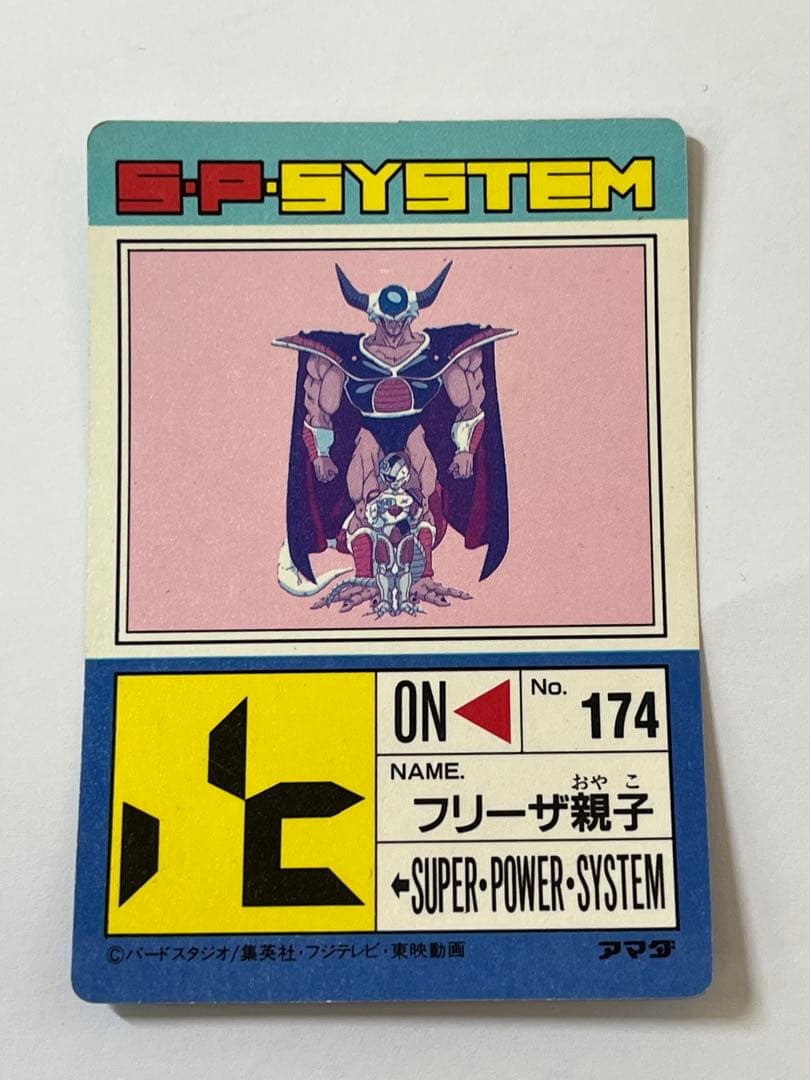 S·P·SYSTEM
ON
No. 174
NAME.
おやこ
フリーザ親子
←SUPER·POWER·SYSTEM
©バードスタジオ/集英社・フジテレビ・東映動画
アマダ